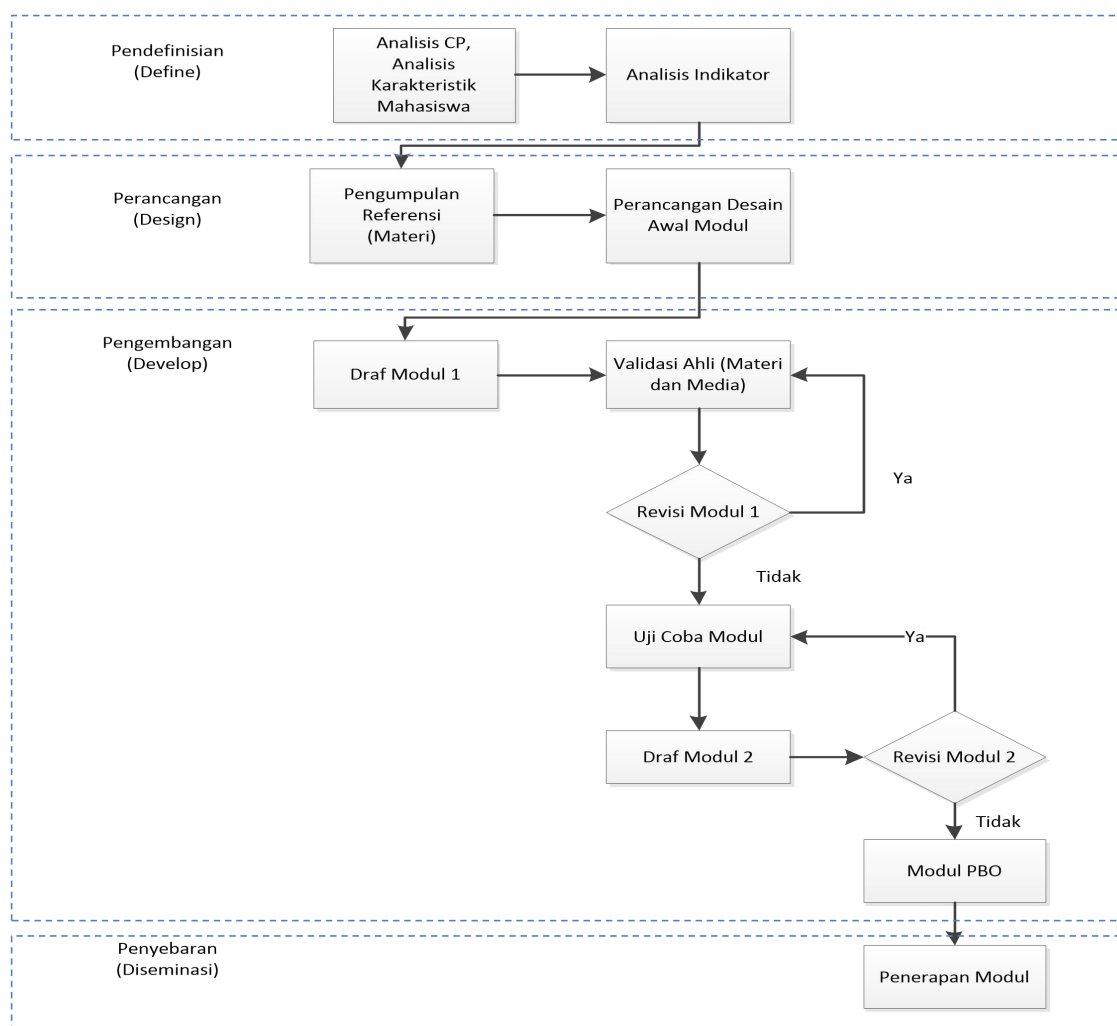 Pendefinisian
(Define)
Analisis CP,
Analisis
Karakteristik
Mahasiswa
Analisis Indikator
Perancangan
(Design)
Pengumpulan
Referensi
(Materi)
Perancangan Desain
Awal Modul
Pengembangan
(Develop)
Draf Modul 1
Validasi Ahli (Materi
dan Media)
Ya
Revisi Modul 1
Tidak
Uji Coba Modul
Ya
Draf Modul 2
Revisi Modul 2
Tidak
Modul PBO
Penyebaran
(Diseminasi)
Penerapan Modul